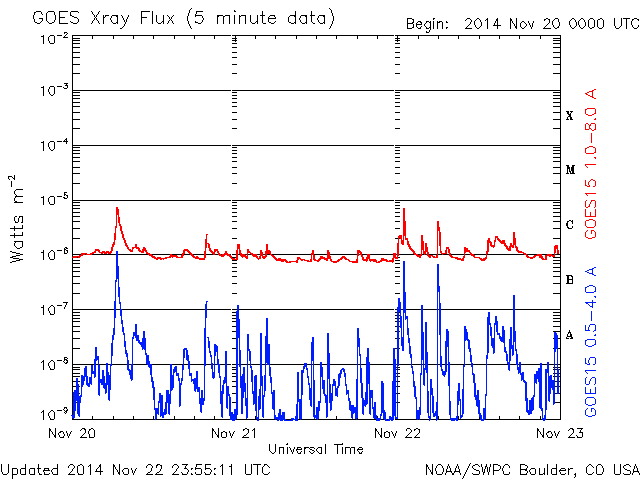 GOES Xray Flux (5 minute data)
Begin: 2014 Nov 20 0000 UTC
10⁻²
10⁻³
10⁻⁴
10⁻⁵
10⁻⁶
10⁻⁷
10⁻⁸
10⁻⁹
Watts m⁻²
X
M
C
B
A
GOES15 1.0-8.0 A
GOES15 0.5-4.0 A
Nov 20
Nov 21
Nov 22
Nov 23
Universal Time
Updated 2014 Nov 22 23:55:11 UTC
NOAA/SWPC Boulder, CO USA